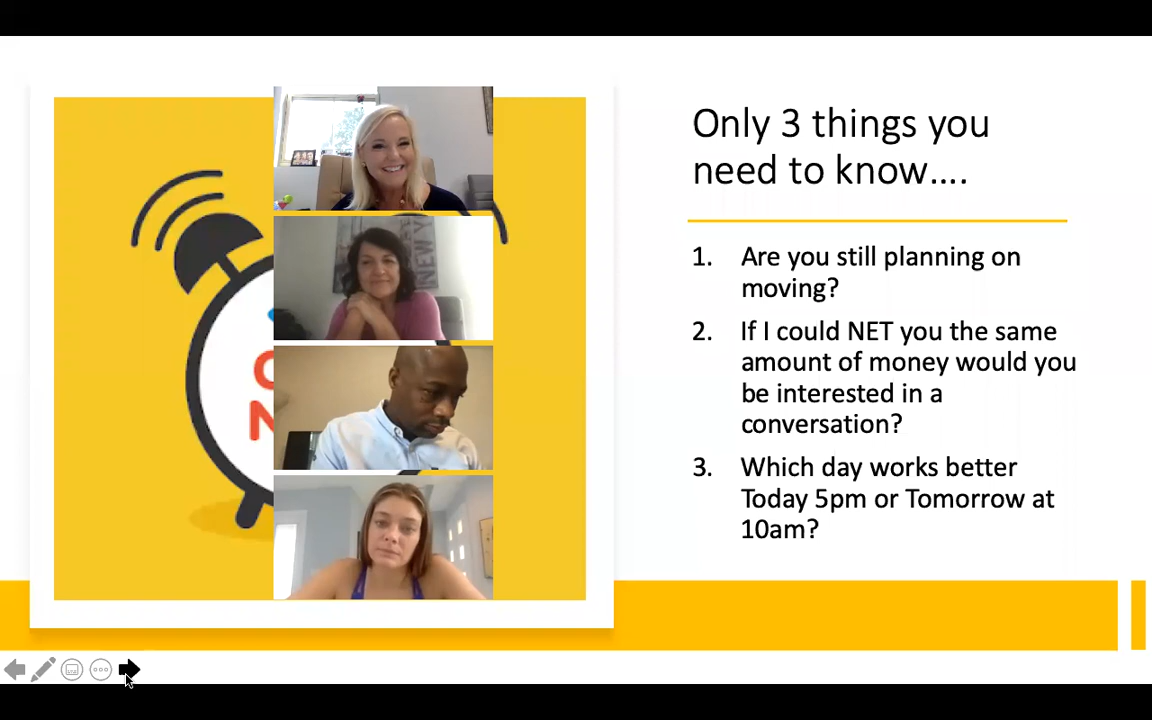 Only 3 things you
need to know....
1. Are you still planning on
moving?
2. If I could NET you the same
amount of money would you
be interested in a
conversation?
3. Which day works better
Today 5pm or Tomorrow at
10am?
NEW Y